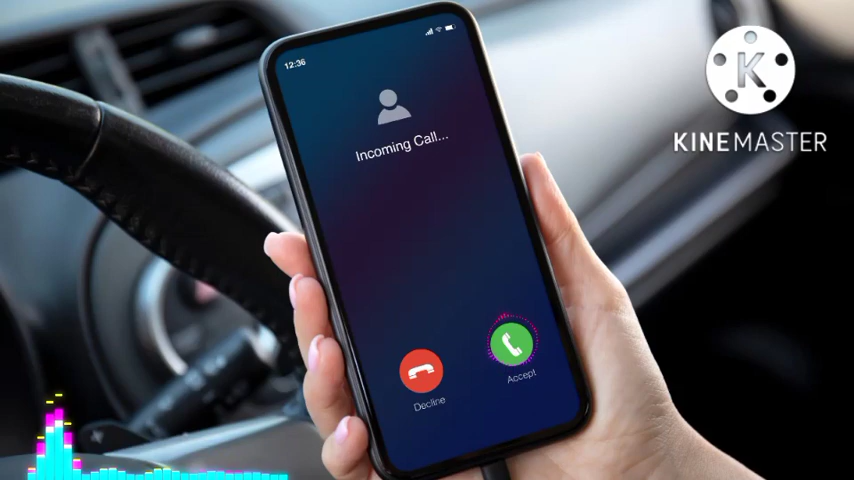 12:36
Incoming Call...
Decline
Accept
K
KINEMASTER